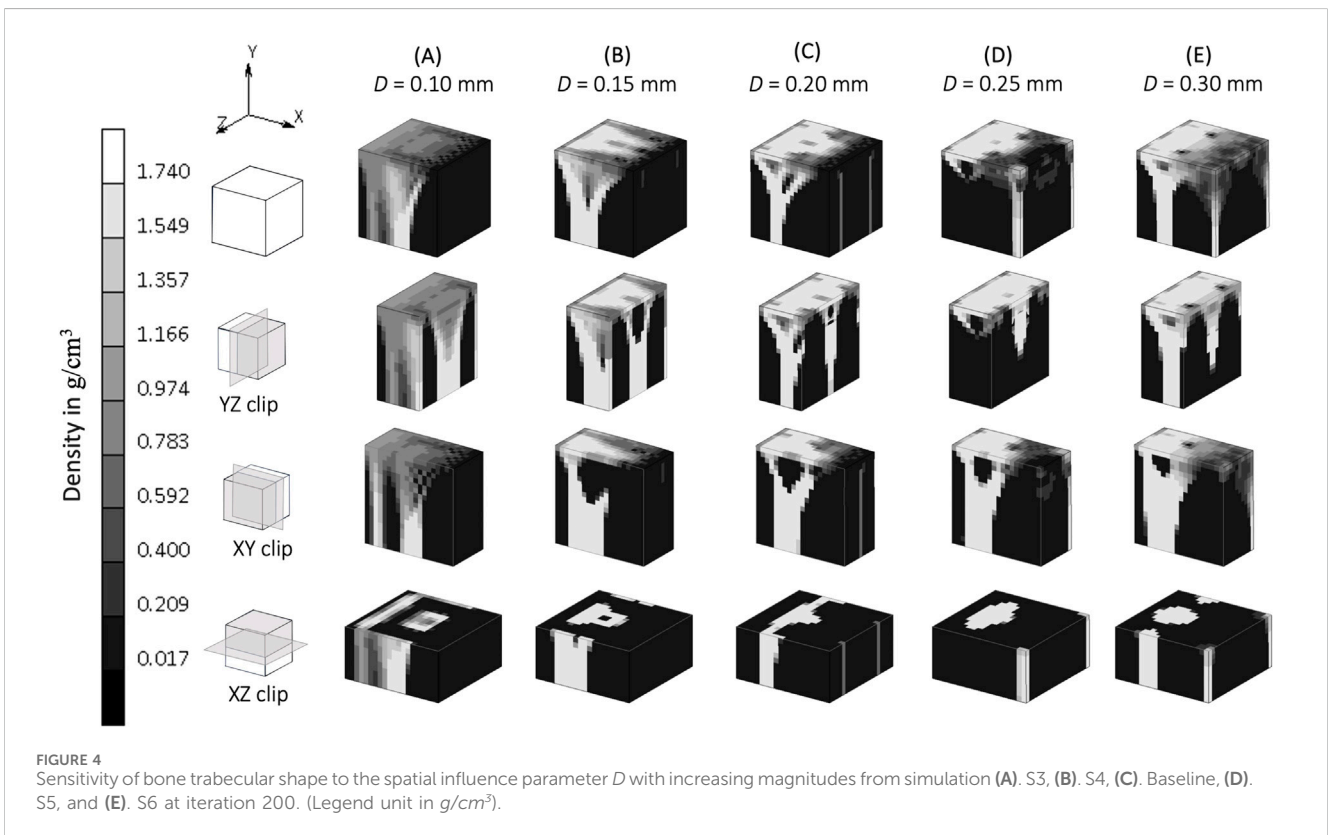 (A)
D = 0.10 mm
(B)
D = 0.15 mm
(C)
D = 0.20 mm
(D)
D = 0.25 mm
(E)
D = 0.30 mm
Y
X
Z
Density in g/cm³
1.740
1.549
1.357
1.166
0.974
0.783
0.592
0.400
0.209
0.017
YZ clip
XY clip
XZ clip
FIGURE 4
Sensitivity of bone trabecular shape to the spatial influence parameter D with increasing magnitudes from simulation (A). S3, (B). S4, (C). Baseline, (D).
S5, and (E). S6 at iteration 200. (Legend unit in g/cm³).